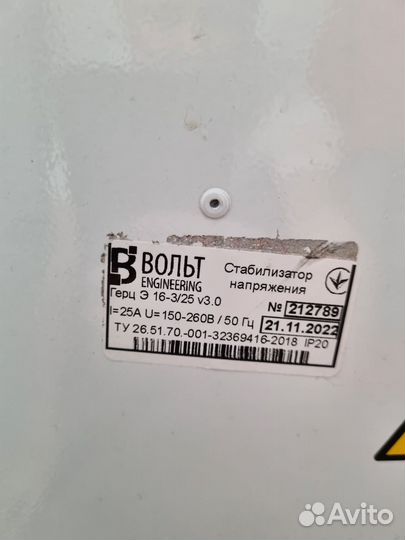 ВОЛЬТ
ENGINEERING
Стабилизатор
напряжения
Герц Э 16-3/25 v3.0
№ 212789
I=25A U=150-260В / 50 Гц
21.11.2022
ТУ 26.51.70.-001-32369416-2018 IP20
Avito